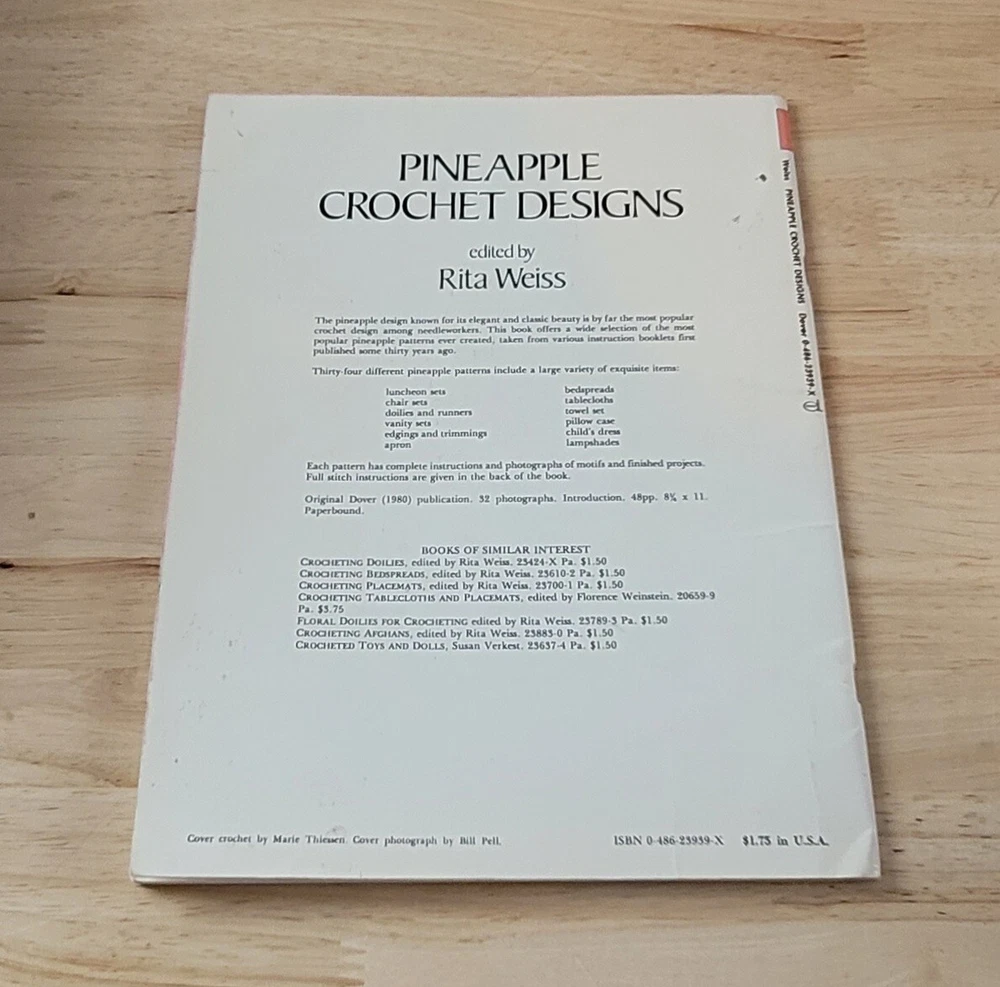 PINEAPPLE
CROCHET DESIGNS
edited by
Rita Weiss
The pineapple design known for its elegant and classic beauty is by far the most popular
crochet design among needleworkers. This book offers a wide selection of the most
popular pineapple patterns ever created, taken from various instruction booklets first
published some thirty years ago.
Thirty-four different pineapple patterns include a large variety of exquisite items:
luncheon sets
chair sets
doilies and runners
vanity sets
edgings and trimmings
apron
bedspreads
tablecloths
towel set
pillow case
child's dress
lampshades
Each pattern has complete instructions and photographs of motifs and finished projects.
Full stitch instructions are given in the back of the book.
Original Dover (1980) publication. 32 photographs. Introduction. 48pp. 8¼ x 11.
Paperbound.
BOOKS OF SIMILAR INTEREST
CROCHETING DOILIES, edited by Rita Weiss. 23424-X Pa. $1.50
CROCHETING BEDSPREADS, edited by Rita Weiss. 23610-2 Pa. $1.50
CROCHETING PLACEMATS, edited by Rita Weiss. 23700-1 Pa. $1.50
CROCHETING TABLECLOTHS AND PLACEMATS, edited by Florence Weinstein. 20659-9
Pa. $3.75
FLORAL DOILIES FOR CROCHETING edited by Rita Weiss. 23789-3 Pa. $1.50
CROCHETING AFGHANS, edited by Rita Weiss. 23883-0 Pa. $1.50
CROCHETED TOYS AND DOLLS, Susan Verkest. 23637-4 Pa. $1.50
Cover crochet by Marie Thiessen. Cover photograph by Bill Pell.
ISBN 0-486-23939-X $1.75 in U.S.A.
Weiss PINEAPPLE CROCHET DESIGNS Dover 0-486-23939-X